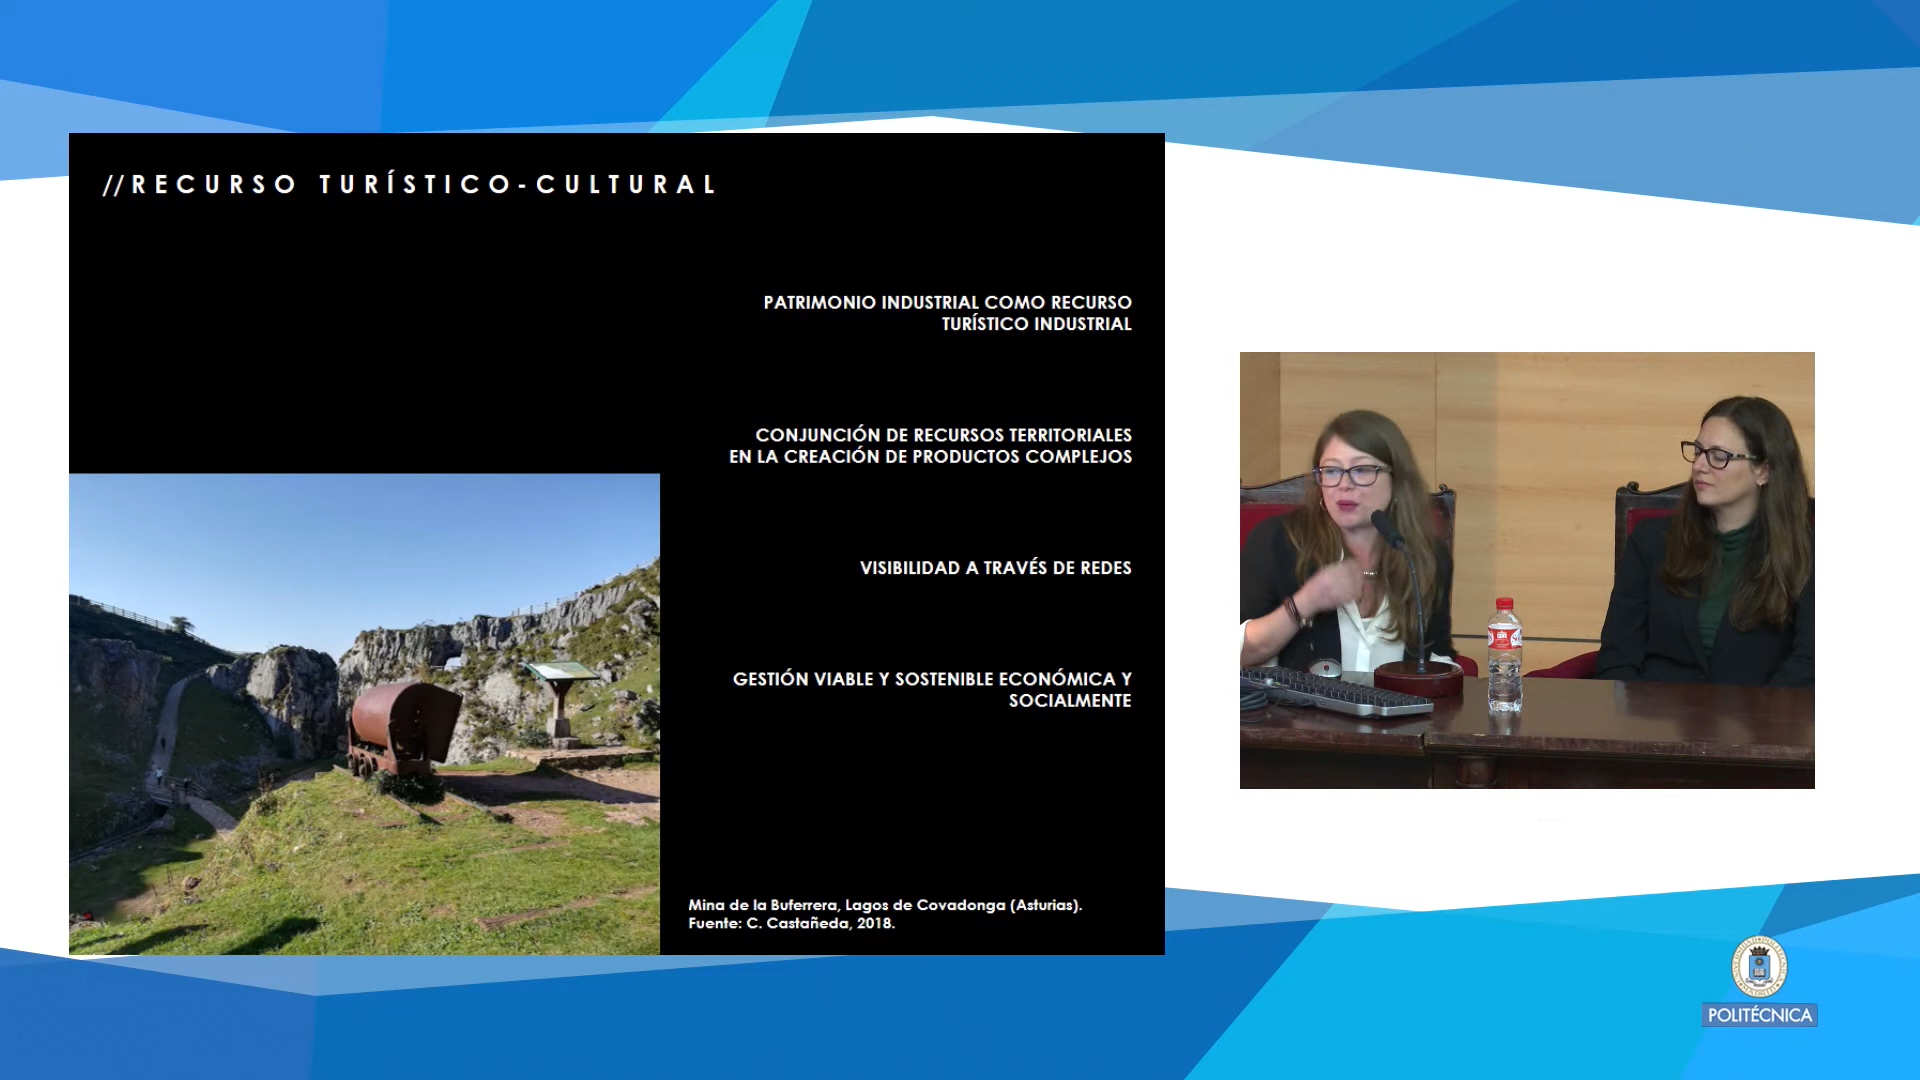 //RECURSO TURÍSTICO-CULTURAL
PATRIMONIO INDUSTRIAL COMO RECURSO
TURÍSTICO INDUSTRIAL
CONJUNCIÓN DE RECURSOS TERRITORIALES
EN LA CREACIÓN DE PRODUCTOS COMPLEJOS
VISIBILIDAD A TRAVÉS DE REDES
GESTIÓN VIABLE Y SOSTENIBLE ECONÓMICA Y
SOCIALMENTE
Mina de la Buferrera, Lagos de Covadonga (Asturias).
Fuente: C. Castañeda, 2018.
POLITÉCNICA